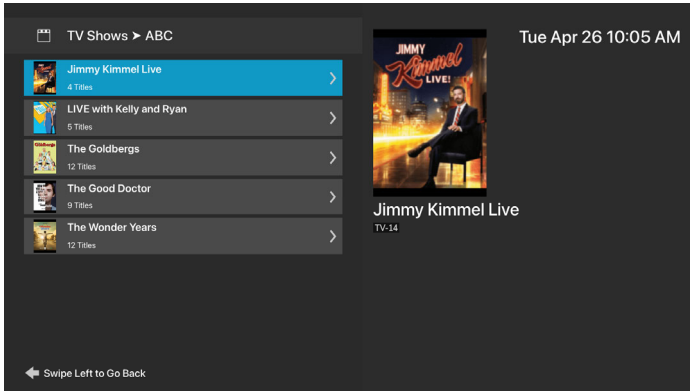 TV Shows ➤ ABC
Tue Apr 26 10:05 AM
Jimmy Kimmel Live
4 Titles
LIVE with Kelly and Ryan
5 Titles
The Goldbergs
12 Titles
The Good Doctor
9 Titles
The Wonder Years
12 Titles
JIMMY
Kimmel
LIVE!
Jimmy Kimmel Live
TV-14
Swipe Left to Go Back